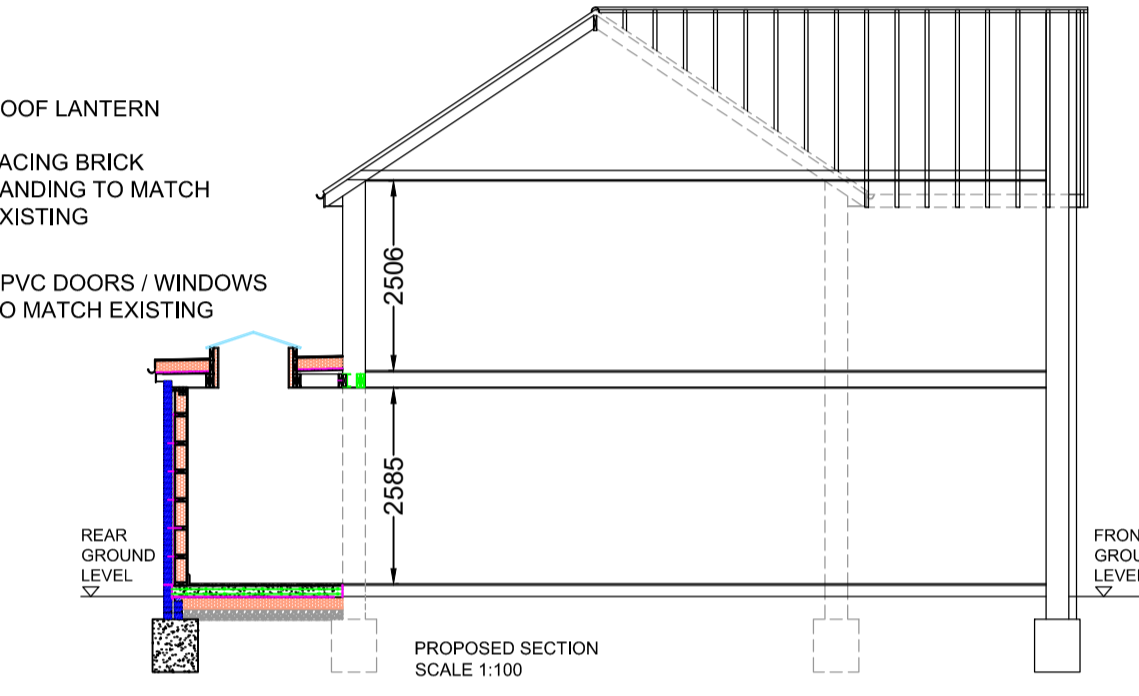 OOF LANTERN
ACING BRICK
ANDING TO MATCH
XISTING
PVC DOORS / WINDOWS
O MATCH EXISTING
2506
2585
REAR
GROUND
LEVEL
FRON
GROU
LEVEL
PROPOSED SECTION
SCALE 1:100